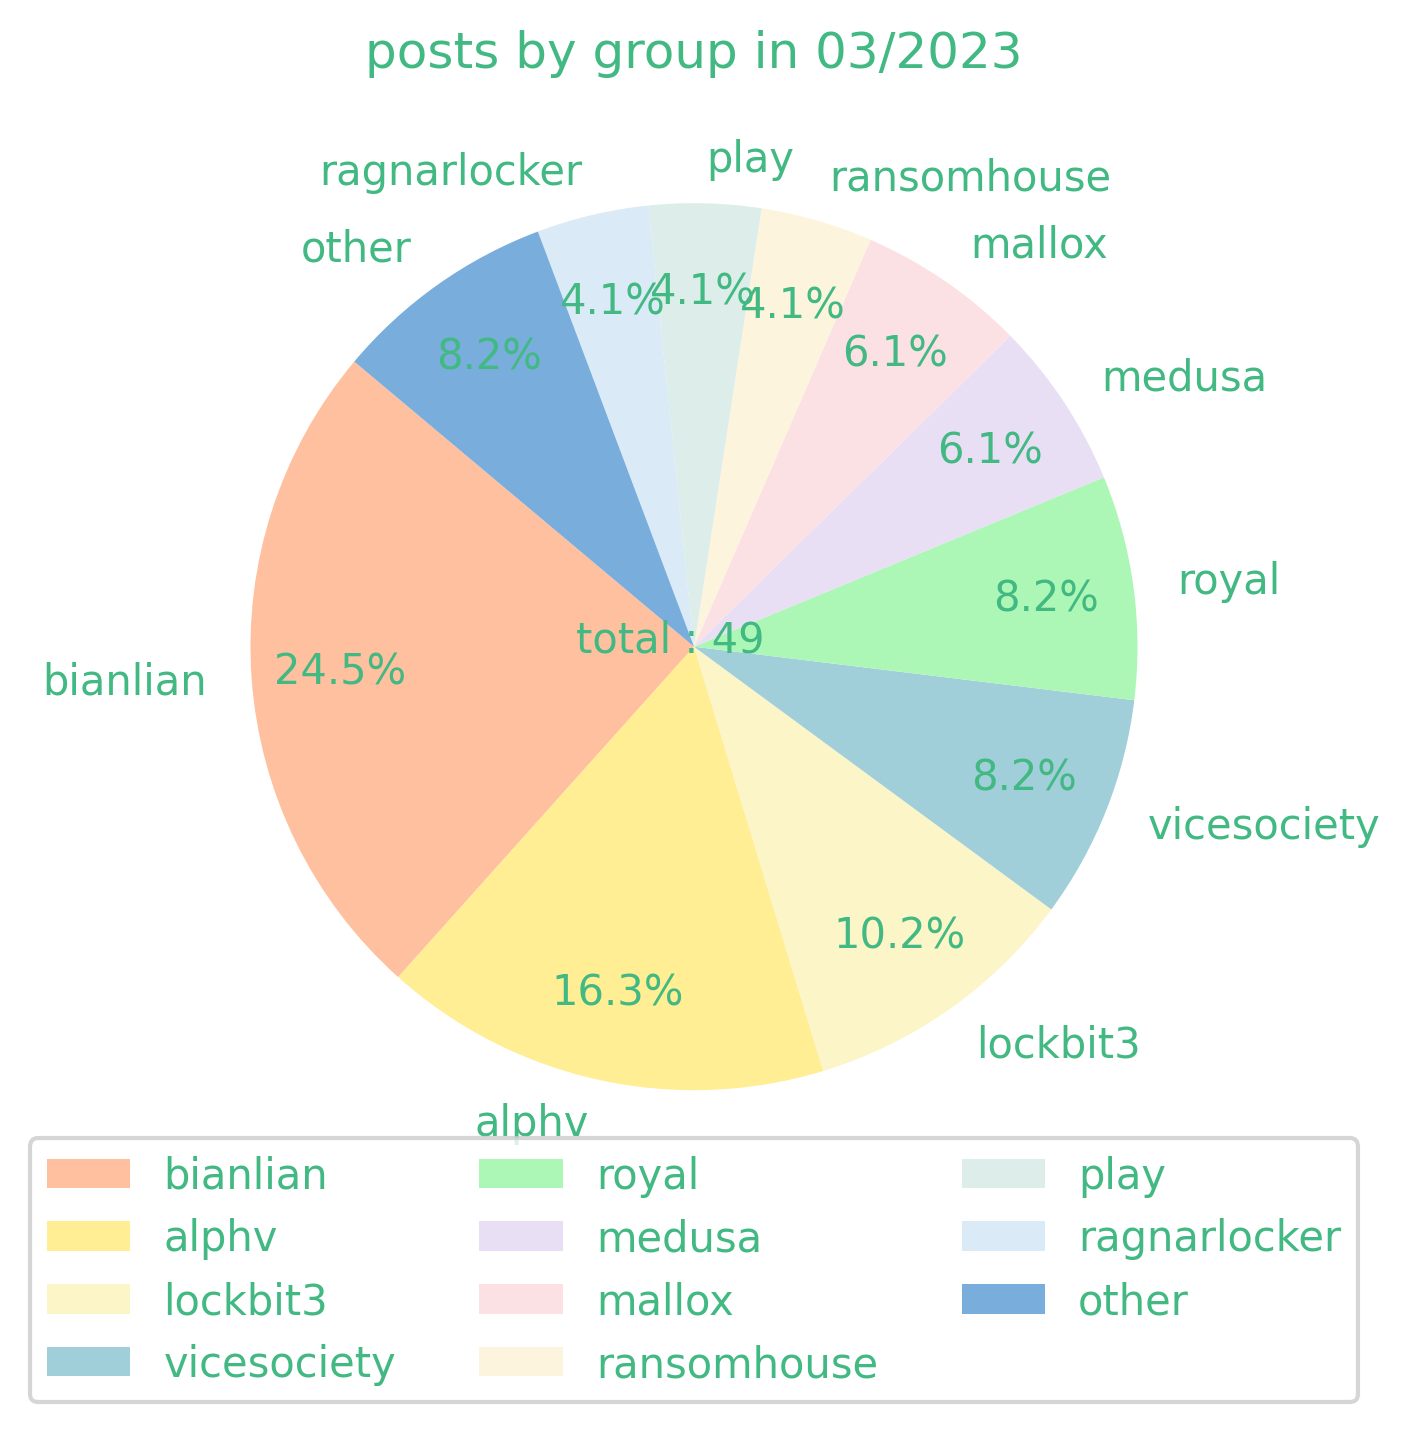 posts by group in 03/2023
play
ragnarlocker
ransomhouse
other
mallox
4.1%
4.1%
4.1%
8.2%
6.1%
medusa
6.1%
royal
8.2%
total : 49
bianlian
24.5%
8.2%
vicesociety
10.2%
16.3%
lockbit3
alphv
bianlian
alphv
lockbit3
vicesociety
royal
medusa
mallox
ransomhouse
play
ragnarlocker
other